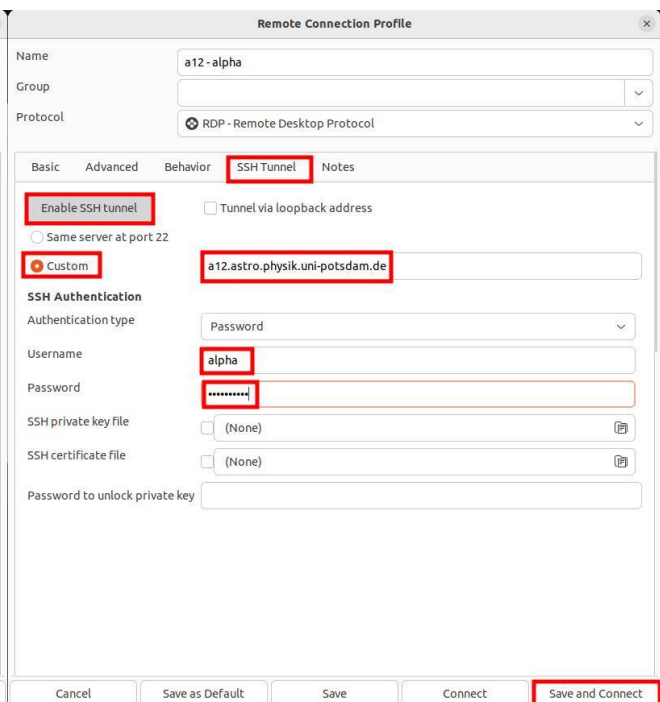 Remote Connection Profile
Name a12 - alpha
Group
Protocol RDP - Remote Desktop Protocol
Basic Advanced Behavior SSH Tunnel Notes
Enable SSH tunnel Tunnel via loopback address
Same server at port 22
Custom a12.astro.physik.uni-potsdam.de
SSH Authentication
Authentication type Password
Username alpha
Password ••••••••••
SSH private key file (None)
SSH certificate file (None)
Password to unlock private key
Cancel Save as Default Save Connect Save and Connect